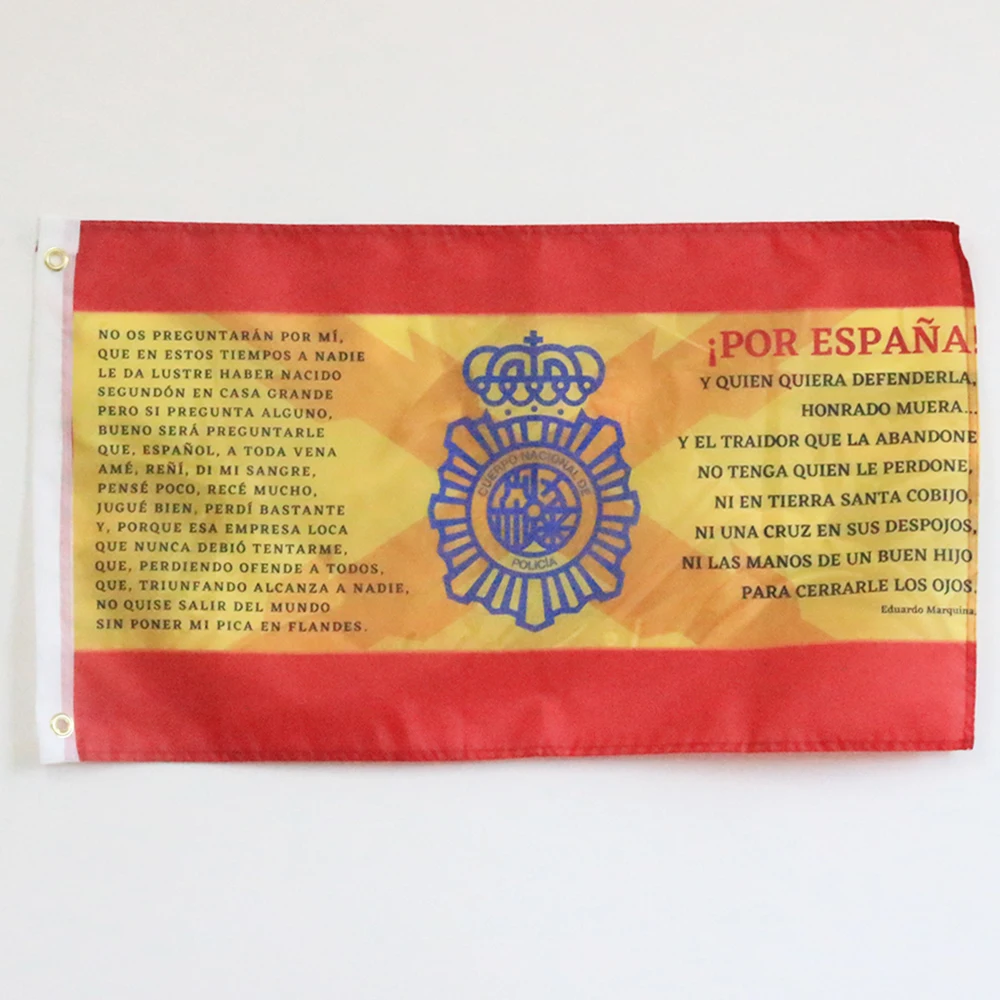 NO OS PREGUNTARÁN POR MÍ,
QUE EN ESTOS TIEMPOS A NADIE
LE DA LUSTRE HABER NACIDO
SEGUNDÓN EN CASA GRANDE
PERO SI PREGUNTA ALGUNO,
BUENO SERÁ PREGUNTARLE
QUE, ESPAÑOL, A TODA VENA
AMÉ, REÑÍ, DI MI SANGRE,
PENSÉ POCO, RECÉ MUCHO,
JUGUÉ BIEN, PERDÍ BASTANTE
Y, PORQUE ESA EMPRESA LOCA
QUE NUNCA DEBIÓ TENTARME,
QUE, PERDIENDO OFENDE A TODOS,
QUE, TRIUNFANDO ALCANZA A NADIE,
NO QUISE SALIR DEL MUNDO
SIN PONER MI PICA EN FLANDES.
CUERPO NACIONAL DE
POLICÍA
¡POR ESPAÑA!
Y QUIEN QUIERA DEFENDERLA,
HONRADO MUERA...
Y EL TRAIDOR QUE LA ABANDONE
NO TENGA QUIEN LE PERDONE,
NI EN TIERRA SANTA COBIJO,
NI UNA CRUZ EN SUS DESPOJOS,
NI LAS MANOS DE UN BUEN HIJO
PARA CERRARLE LOS OJOS.
Eduardo Marquina.